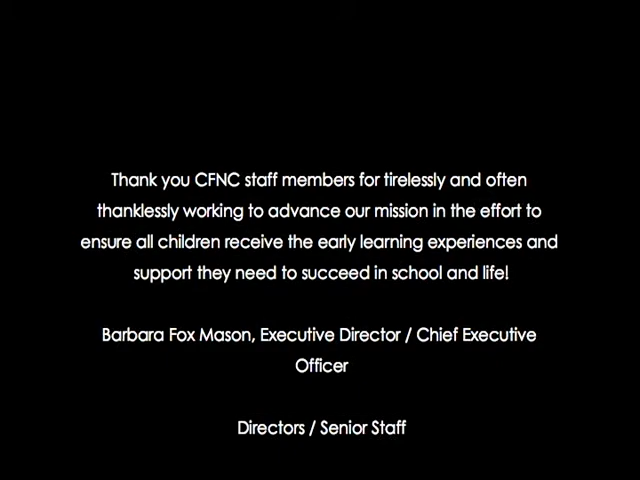 Thank you CFNC staff members for tirelessly and often
thanklessly working to advance our mission in the effort to
ensure all children receive the early learning experiences and
support they need to succeed in school and life!
Barbara Fox Mason, Executive Director / Chief Executive
Officer
Directors / Senior Staff